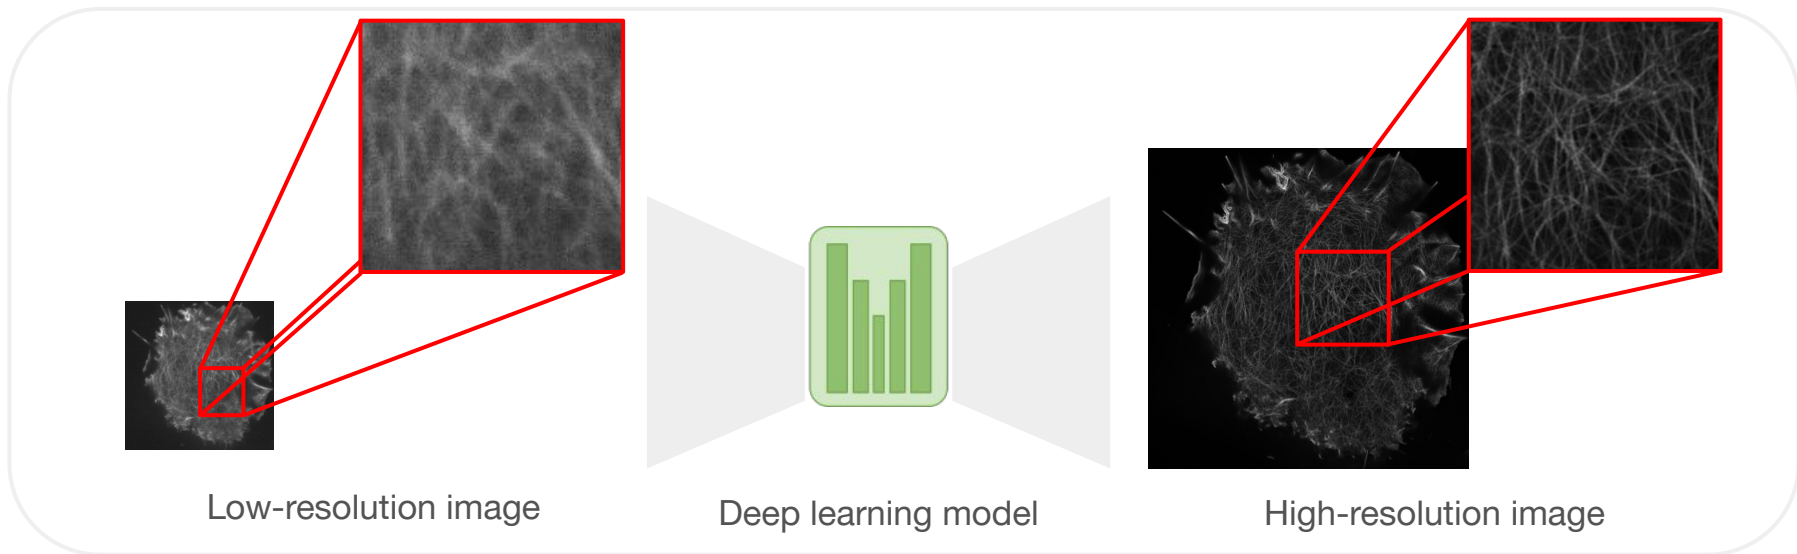 Low-resolution image
Deep learning model
High-resolution image